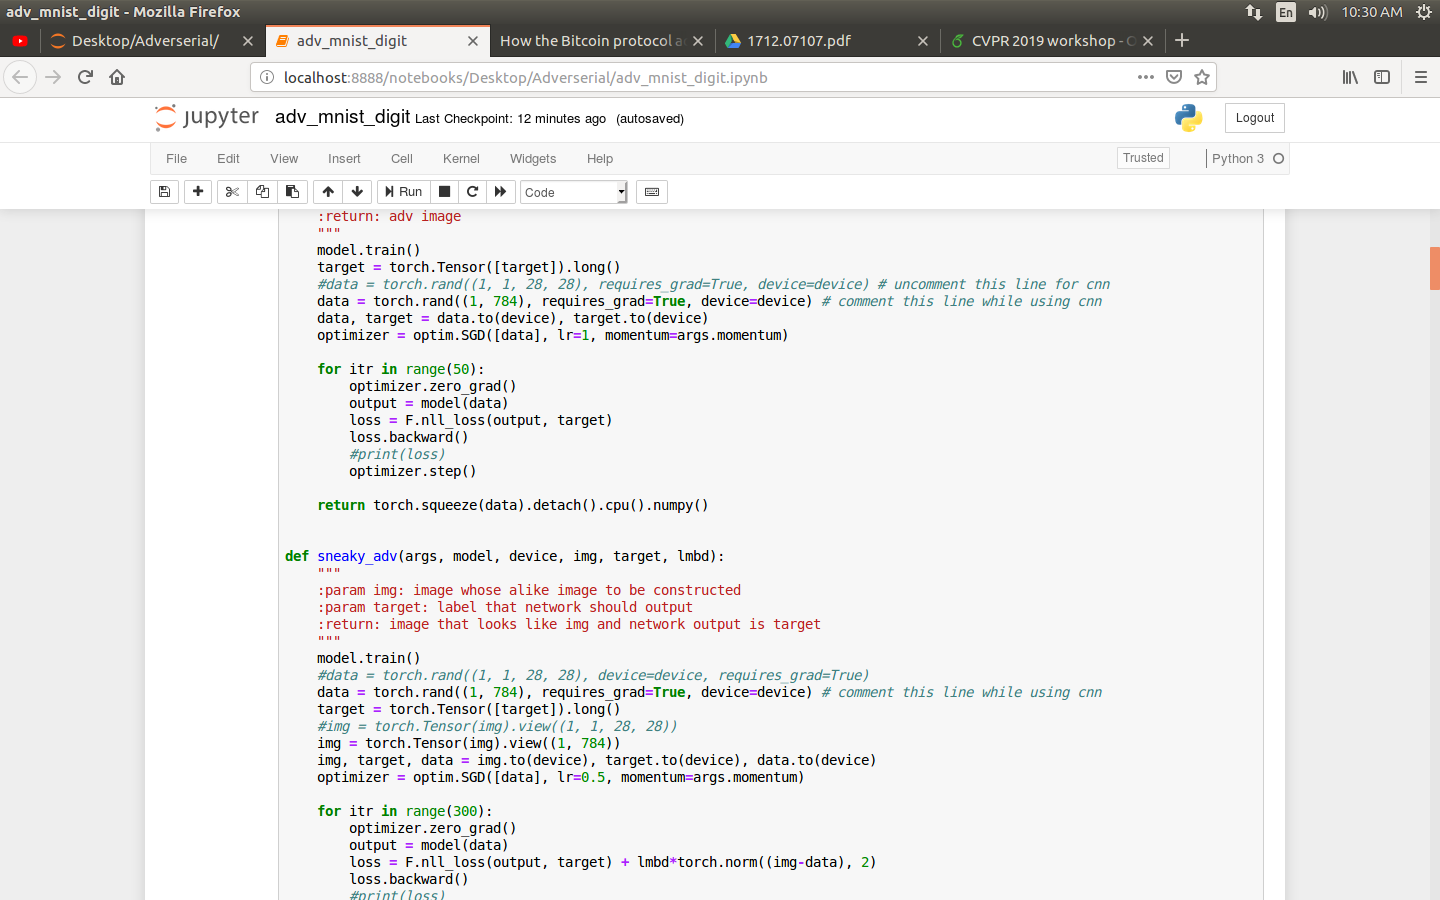 adv_mnist_digit - Mozilla Firefox
En
10:30 AM
Desktop/Adverserial/
adv_mnist_digit
How the Bitcoin protocol a
1712.07107.pdf
CVPR 2019 workshop - O
localhost:8888/notebooks/Desktop/Adverserial/adv_mnist_digit.ipynb
jupyter
adv_mnist_digit Last Checkpoint: 12 minutes ago (autosaved)
Logout
File Edit View Insert Cell Kernel Widgets Help
Trusted
Python 3
Run
Code
    :return: adv image
    """
    model.train()
    target = torch.Tensor([target]).long()
    #data = torch.rand((1, 1, 28, 28), requires_grad=True, device=device) # uncomment this line for cnn
    data = torch.rand((1, 784), requires_grad=True, device=device) # comment this line while using cnn
    data, target = data.to(device), target.to(device)
    optimizer = optim.SGD([data], lr=1, momentum=args.momentum)
    for itr in range(50):
        optimizer.zero_grad()
        output = model(data)
        loss = F.nll_loss(output, target)
        loss.backward()
        #print(loss)
        optimizer.step()
    return torch.squeeze(data).detach().cpu().numpy()
def sneaky_adv(args, model, device, img, target, lmbd):
    """
    :param img: image whose alike image to be constructed
    :param target: label that network should output
    :return: image that looks like img and network output is target
    """
    model.train()
    #data = torch.rand((1, 1, 28, 28), device=device, requires_grad=True)
    data = torch.rand((1, 784), requires_grad=True, device=device) # comment this line while using cnn
    target = torch.Tensor([target]).long()
    #img = torch.Tensor(img).view((1, 1, 28, 28))
    img = torch.Tensor(img).view((1, 784))
    img, target, data = img.to(device), target.to(device), data.to(device)
    optimizer = optim.SGD([data], lr=0.5, momentum=args.momentum)
    for itr in range(300):
        optimizer.zero_grad()
        output = model(data)
        loss = F.nll_loss(output, target) + lmbd*torch.norm((img-data), 2)
        loss.backward()
        #print(loss)